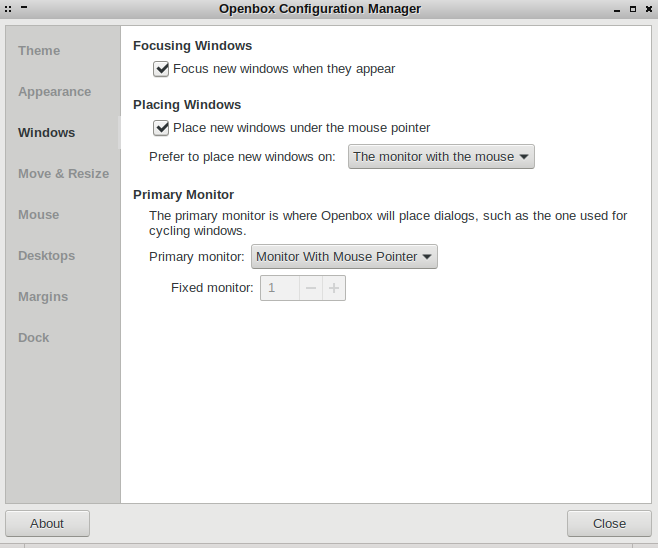 Openbox Configuration Manager
Theme
Appearance
Windows
Move & Resize
Mouse
Desktops
Margins
Dock
Focusing Windows
Focus new windows when they appear
Placing Windows
Place new windows under the mouse pointer
Prefer to place new windows on: The monitor with the mouse
Primary Monitor
The primary monitor is where Openbox will place dialogs, such as the one used for
cycling windows.
Primary monitor: Monitor With Mouse Pointer
Fixed monitor: 1
About
Close